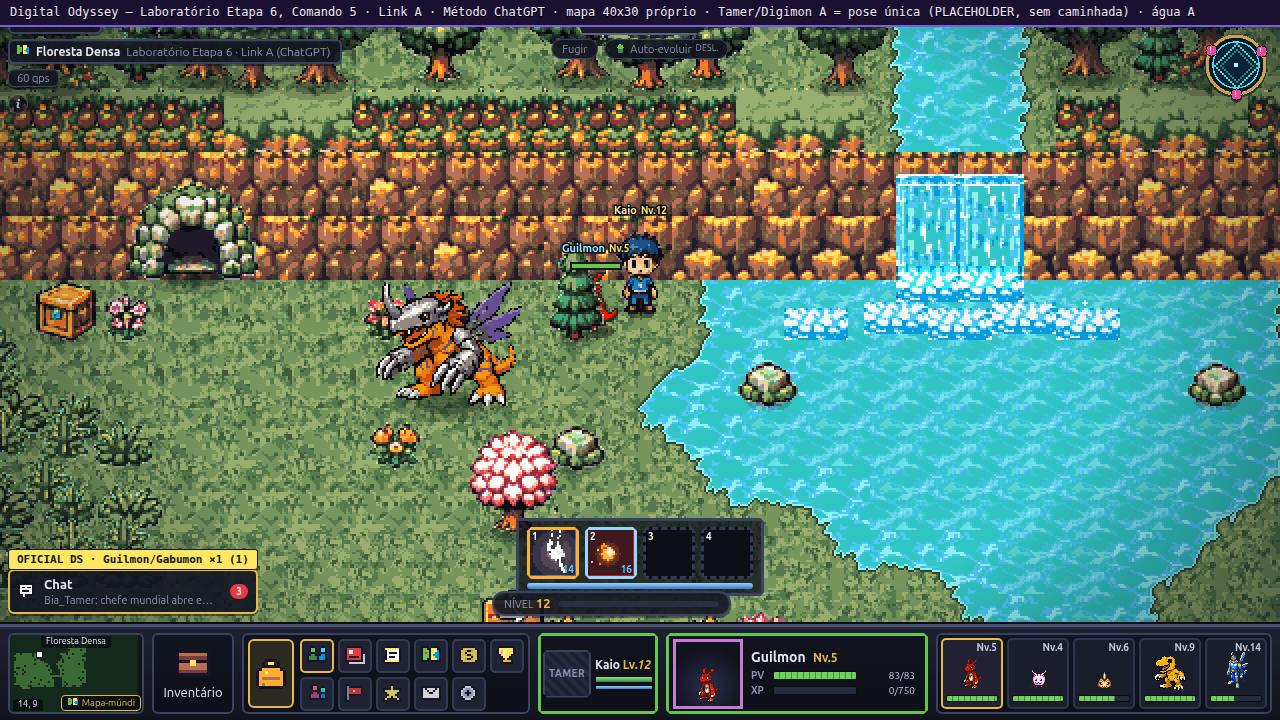 Digital Odyssey — Laboratório Etapa 6, Comando 5 · Link A · Método ChatGPT · mapa 40x30 próprio · Tamer/Digimon A = pose única (PLACEHOLDER, sem caminhada) · água A
Floresta Densa Laboratório Etapa 6 · Link A (ChatGPT)
Fugir
Auto-evoluir DESL.
60 qps
i
Kaio Nv.12
Guilmon Nv.5
OFICIAL DS · Guilmon/Gabumon ×1 (1)
Chat
Bia_Tamer: chefe mundial abre e…
3
1
14
2
16
3
4
NÍVEL 12
Floresta Densa
14, 9
Mapa-múndi
Inventário
TAMER
Kaio Lv.12
Guilmon Nv.5
PV 83/83
XP 0/750
Nv.5
Nv.4
Nv.6
Nv.9
Nv.14